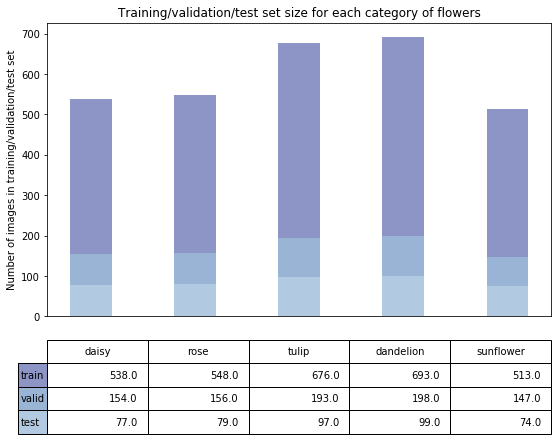 Training/validation/test set size for each category of flowers
Number of images in training/validation/test set
700
600
500
400
300
200
100
0
daisy rose tulip dandelion sunflower
train 538.0 548.0 676.0 693.0 513.0
valid 154.0 156.0 193.0 198.0 147.0
test 77.0 79.0 97.0 99.0 74.0